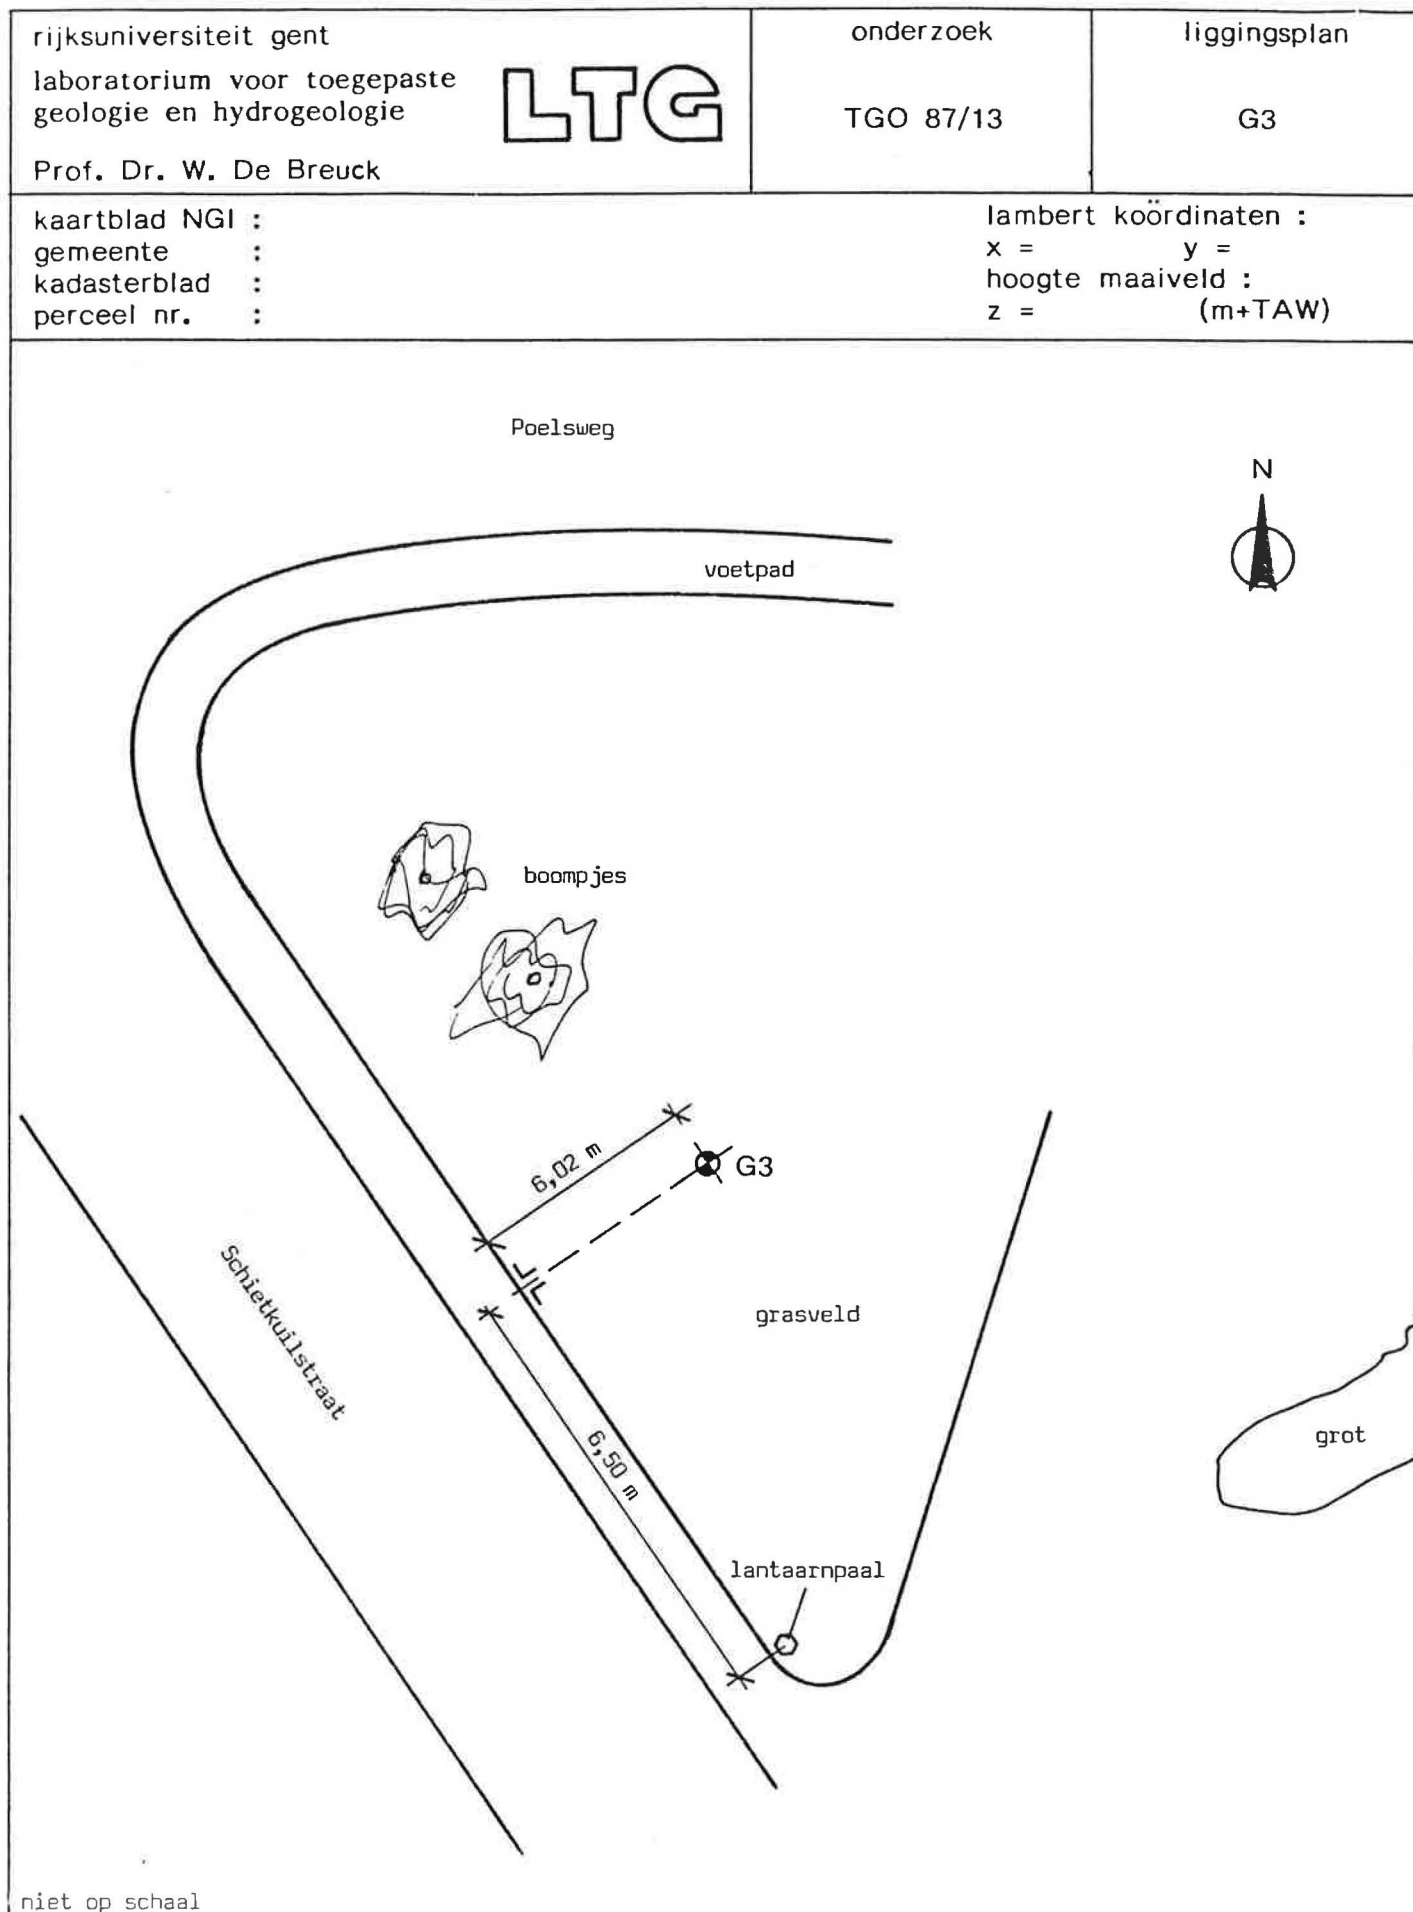 rijksuniversiteit gent
laboratorium voor toegepaste
geologie en hydrogeologie
Prof. Dr. W. De Breuck
LTG
onderzoek
TGO 87/13
liggingsplan
G3
kaartblad NGI :
gemeente :
kadasterblad :
perceel nr. :
lambert koördinaten :
x = y =
hoogte maaiveld :
z = (m+TAW)
Poelsweg
N
voetpad
boompjes
6,02 m
G3
Schietkuilstraat
grasveld
6,50 m
grot
lantaarnpaal
niet op schaal